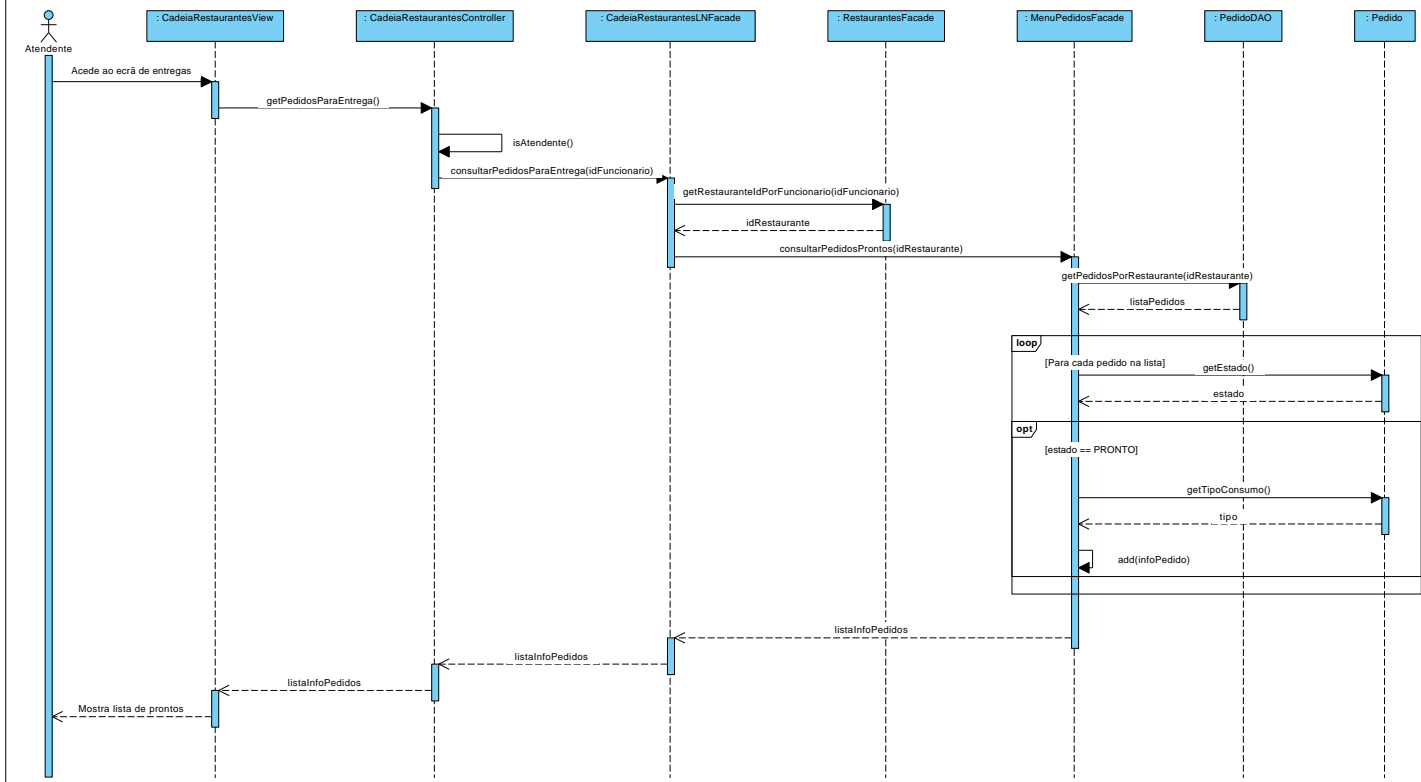 : CadeiaRestaurantesView
: CadeiaRestaurantesController
: CadeiaRestaurantesLNFacade
: RestaurantesFacade
: MenuPedidosFacade
: PedidoDAO
: Pedido
Atendente
Acede ao ecrã de entregas
getPedidosParaEntrega()
isAtendente()
consultarPedidosParaEntrega(idFuncionario)
getRestauranteIdPorFuncionario(idFuncionario)
idRestaurante
consultarPedidosProntos(idRestaurante)
getPedidosPorRestaurante(idRestaurante)
listaPedidos
loop
[Para cada pedido na lista]
getEstado()
estado
opt
[estado == PRONTO]
getTipoConsumo()
tipo
add(infoPedido)
listaInfoPedidos
listaInfoPedidos
listaInfoPedidos
Mostra lista de prontos